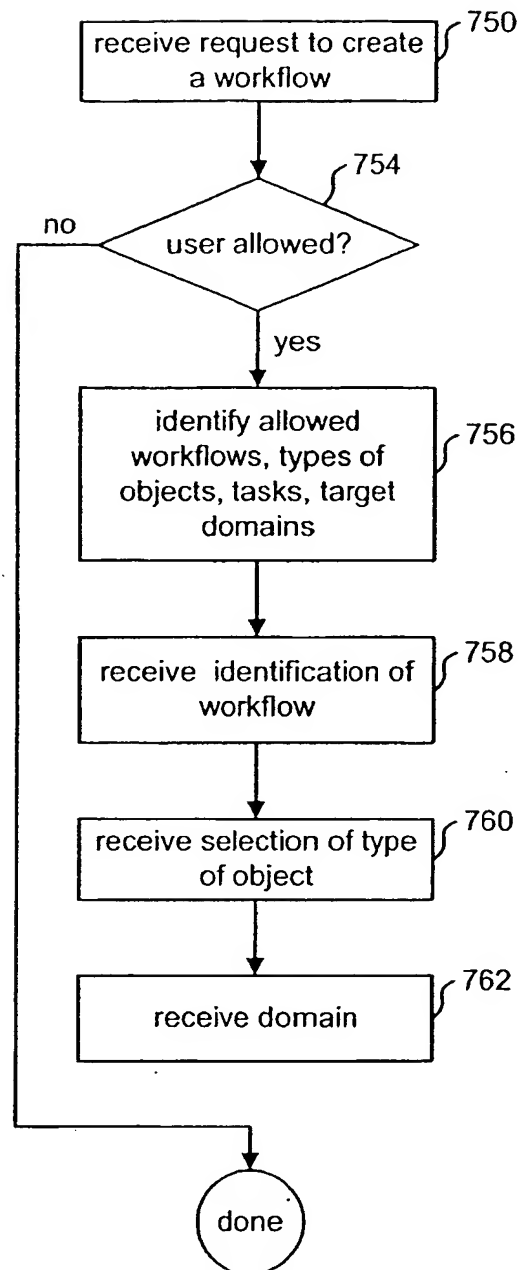 750
receive request to create
a workflow
754
no
user allowed?
yes
756
identify allowed
workflows, types of
objects, tasks, target
domains
758
receive identification of
workflow
760
receive selection of type
of object
762
receive domain
done